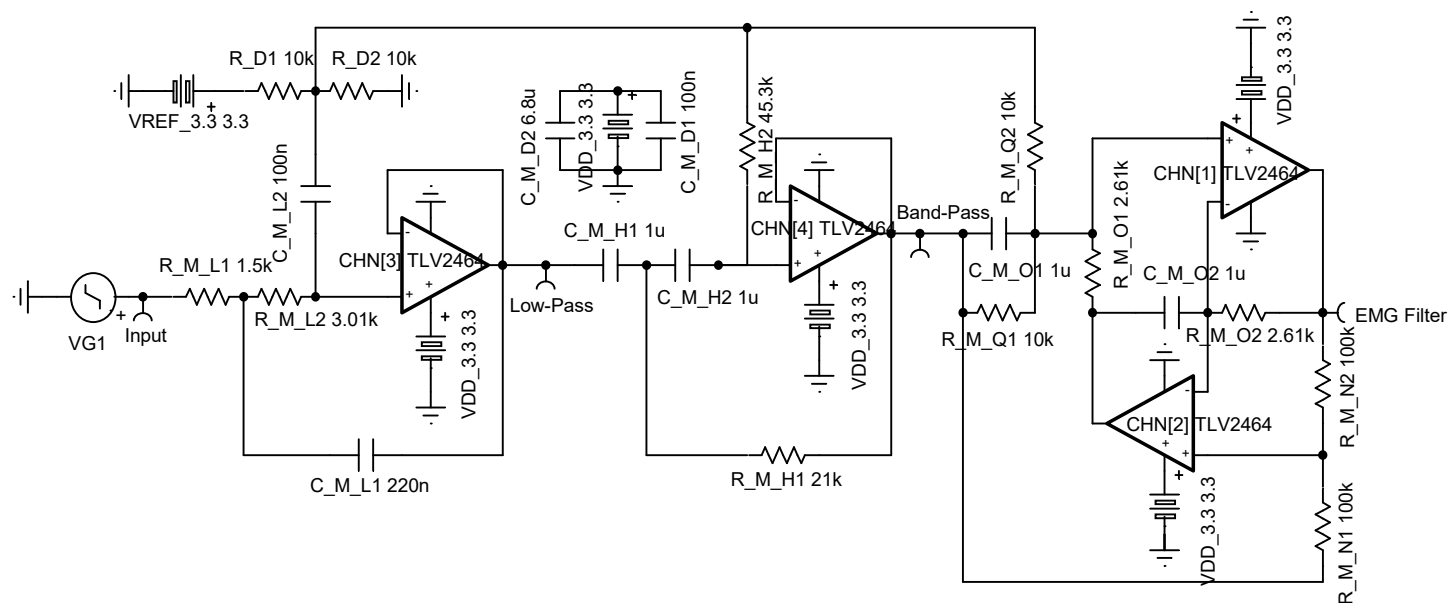 R_D1 10k
R_D2 10k
VREF_3.3 3.3
+
C_M_L2 100n
R_M_L1 1.5k
R_M_L2 3.01k
VG1
+
Input
CHN[3] TLV2464
-
+
+
+
VDD_3.3 3.3
C_M_L1 220n
Low-Pass
C_M_D2 6.8u
VDD_3.3 3.3
+
C_M_D1 100n
C_M_H1 1u
C_M_H2 1u
R_M_H2 45.3k
CHN[4] TLV2464
-
+
+
+
VDD_3.3 3.3
R_M_H1 21k
Band-Pass
C_M_O1 1u
R_M_Q1 10k
R_M_Q2 10k
R_M_O1 2.61k
C_M_O2 1u
R_M_O2 2.61k
CHN[1] TLV2464
+
-
+
+
VDD_3.3 3.3
CHN[2] TLV2464
-
+
+
+
VDD_3.3 3.3
EMG Filter
R_M_N2 100k
R_M_N1 100k